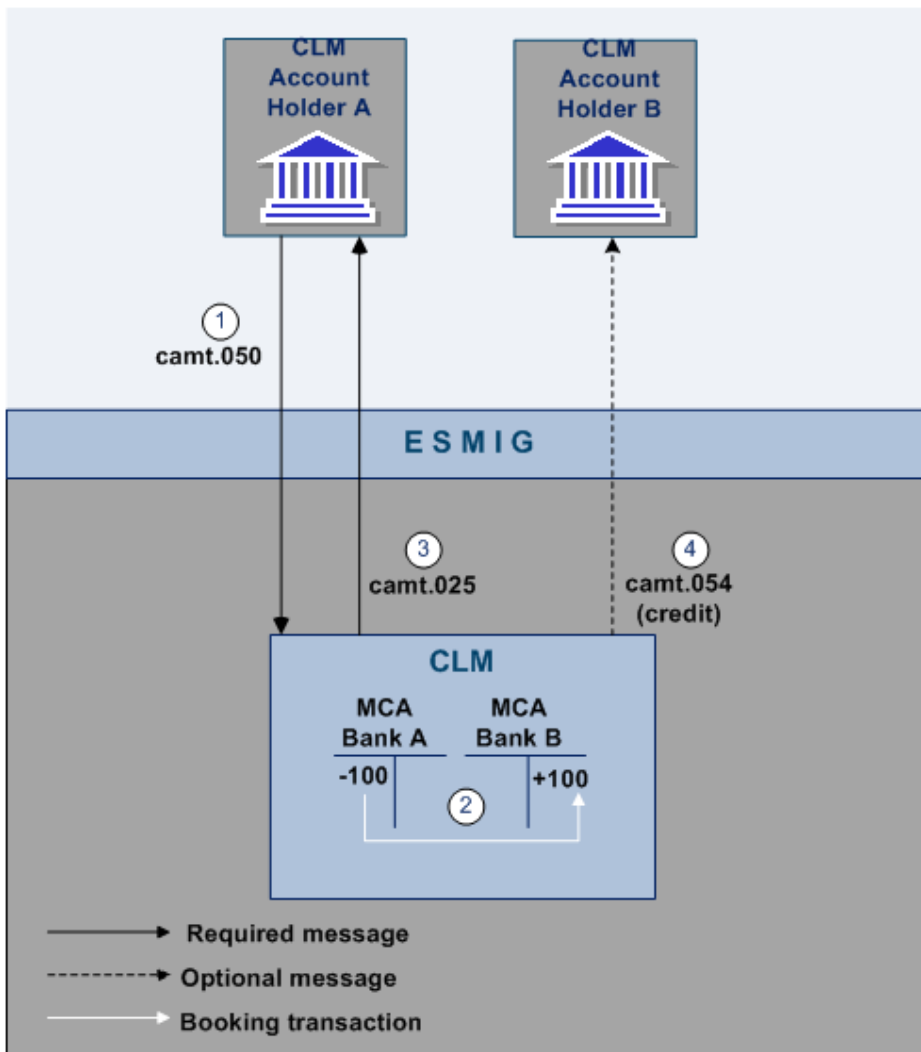 CLM
Account
Holder A
CLM
Account
Holder B
1
camt.050
E S M I G
3
camt.025
4
camt.054
(credit)
CLM
MCA
Bank A
MCA
Bank B
-100
+100
2
Required message
Optional message
Booking transaction